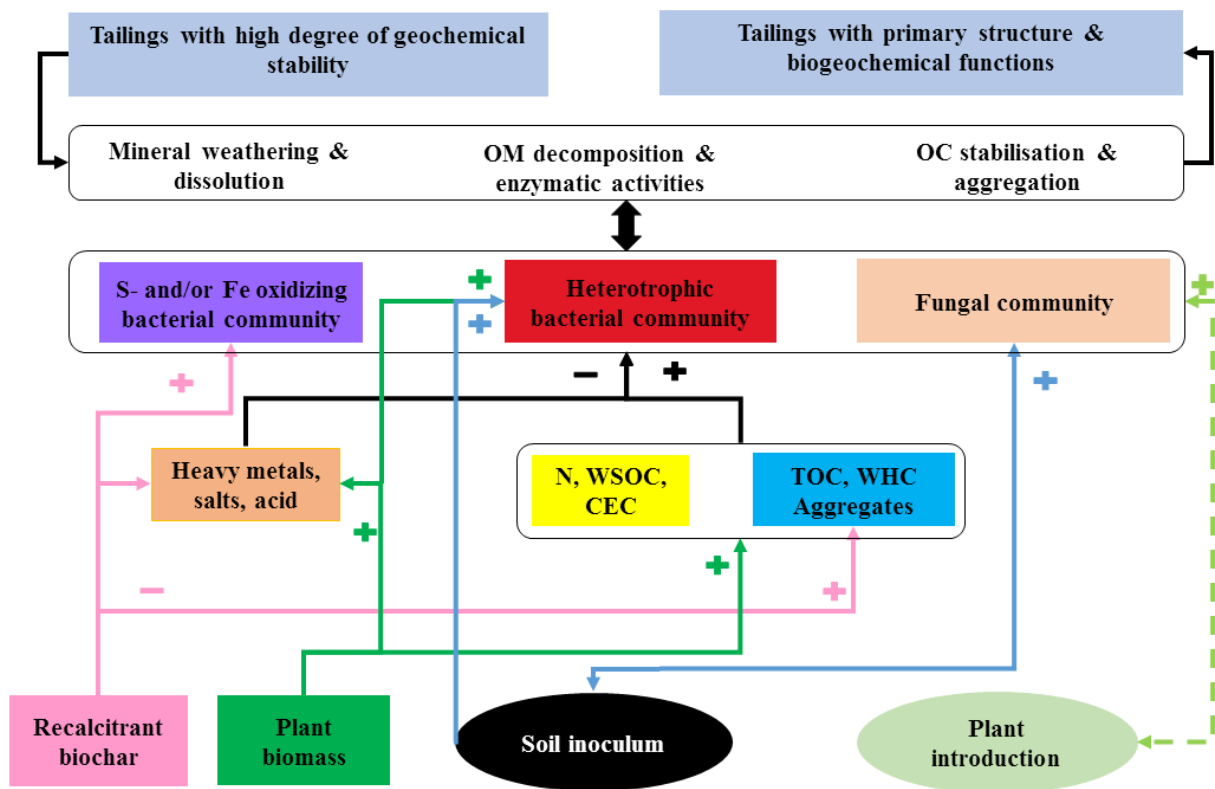 Tailings with high degree of geochemical
stability
Tailings with primary structure &
biogeochemical functions
Mineral weathering &
dissolution
OM decomposition &
enzymatic activities
OC stabilisation &
aggregation
S- and/or Fe oxidizing
bacterial community
+
+
Heterotrophic
bacterial community
Fungal community
+
+
−
+
+
Heavy metals,
salts, acid
N, WSOC,
CEC
TOC, WHC
Aggregates
+
+
−
+
Recalcitrant
biochar
Plant
biomass
Soil inoculum
Plant
introduction